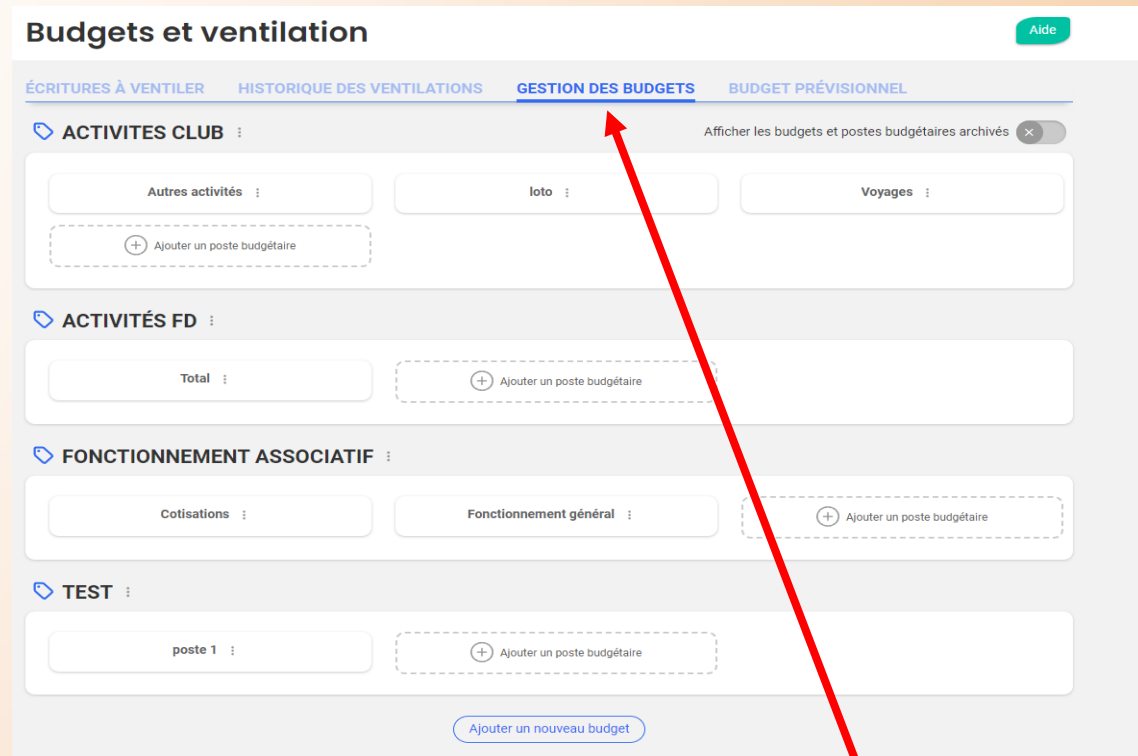 Budgets et ventilation
Aide
ÉCRITURES À VENTILER HISTORIQUE DES VENTILATIONS GESTION DES BUDGETS BUDGET PRÉVISIONNEL
ACTIVITES CLUB
Afficher les budgets et postes budgétaires archivés
Autres activités loto Voyages
Ajouter un poste budgétaire
ACTIVITÉS FD
Total Ajouter un poste budgétaire
FONCTIONNEMENT ASSOCIATIF
Cotisations Fonctionnement général Ajouter un poste budgétaire
TEST
poste 1 Ajouter un poste budgétaire
Ajouter un nouveau budget